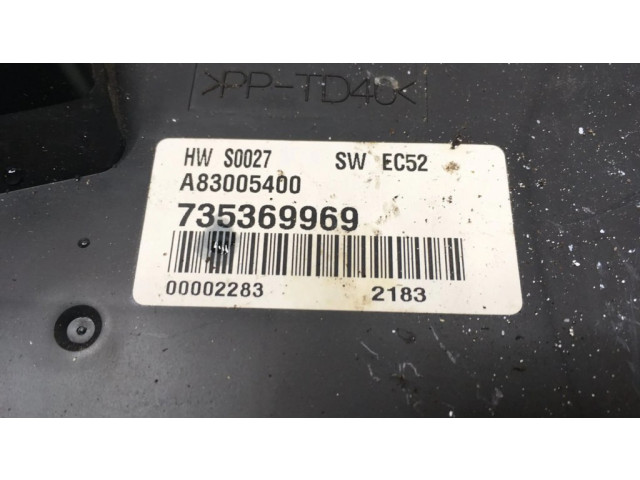 >PP-TD40<
HW S0027 SW EC52
A83005400
735369969
00002283 2183